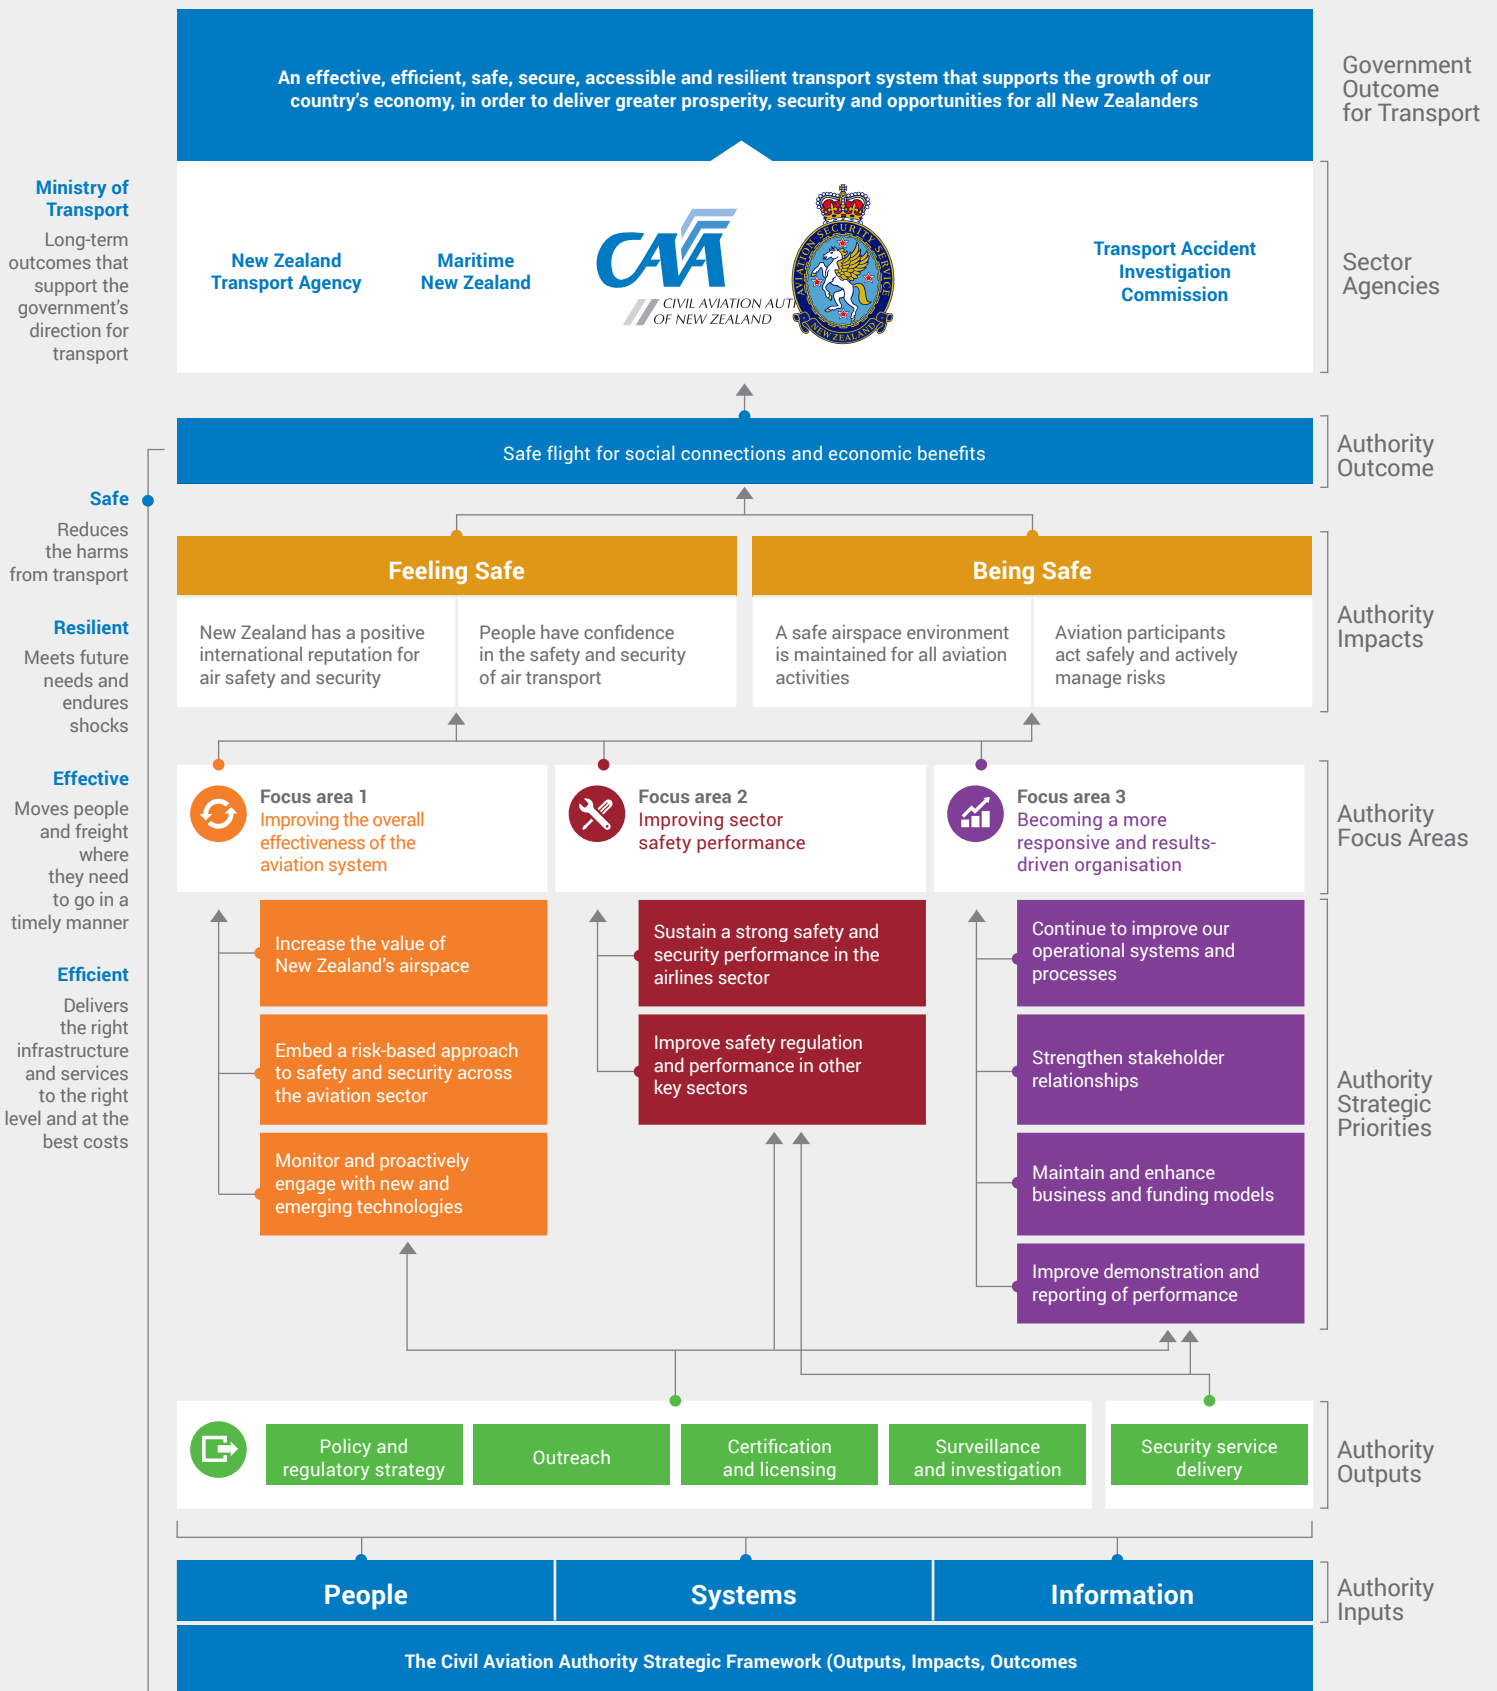 An effective, efficient, safe, secure, accessible and resilient transport system that supports the growth of our
country's economy, in order to deliver greater prosperity, security and opportunities for all New Zealanders
Government
Outcome
for Transport
Ministry of
Transport
Long-term
outcomes that
support the
government's
direction for
transport
New Zealand
Transport Agency
Maritime
New Zealand
CAA
CIVIL AVIATION AUT
OF NEW ZEALAND
AVIATION SECURITY SERVICE
NEW ZEALAND
Transport Accident
Investigation
Commission
Sector
Agencies
Safe flight for social connections and economic benefits
Authority
Outcome
Safe
Reduces
the harms
from transport
Resilient
Meets future
needs and
endures
shocks
Effective
Moves people
and freight
where
they need
to go in a
timely manner
Efficient
Delivers
the right
infrastructure
and services
to the right
level and at the
best costs
Feeling Safe
New Zealand has a positive
international reputation for
air safety and security
People have confidence
in the safety and security
of air transport
Being Safe
A safe airspace environment
is maintained for all aviation
activities
Aviation participants
act safely and actively
manage risks
Authority
Impacts
Focus area 1
Improving the overall
effectiveness of the
aviation system
Focus area 2
Improving sector
safety performance
Focus area 3
Becoming a more
responsive and results-
driven organisation
Authority
Focus Areas
Increase the value of
New Zealand's airspace
Embed a risk-based approach
to safety and security across
the aviation sector
Monitor and proactively
engage with new and
emerging technologies
Sustain a strong safety and
security performance in the
airlines sector
Improve safety regulation
and performance in other
key sectors
Continue to improve our
operational systems and
processes
Strengthen stakeholder
relationships
Maintain and enhance
business and funding models
Improve demonstration and
reporting of performance
Authority
Strategic
Priorities
Policy and
regulatory strategy
Outreach
Certification
and licensing
Surveillance
and investigation
Security service
delivery
Authority
Outputs
People
Systems
Information
Authority
Inputs
The Civil Aviation Authority Strategic Framework (Outputs, Impacts, Outcomes